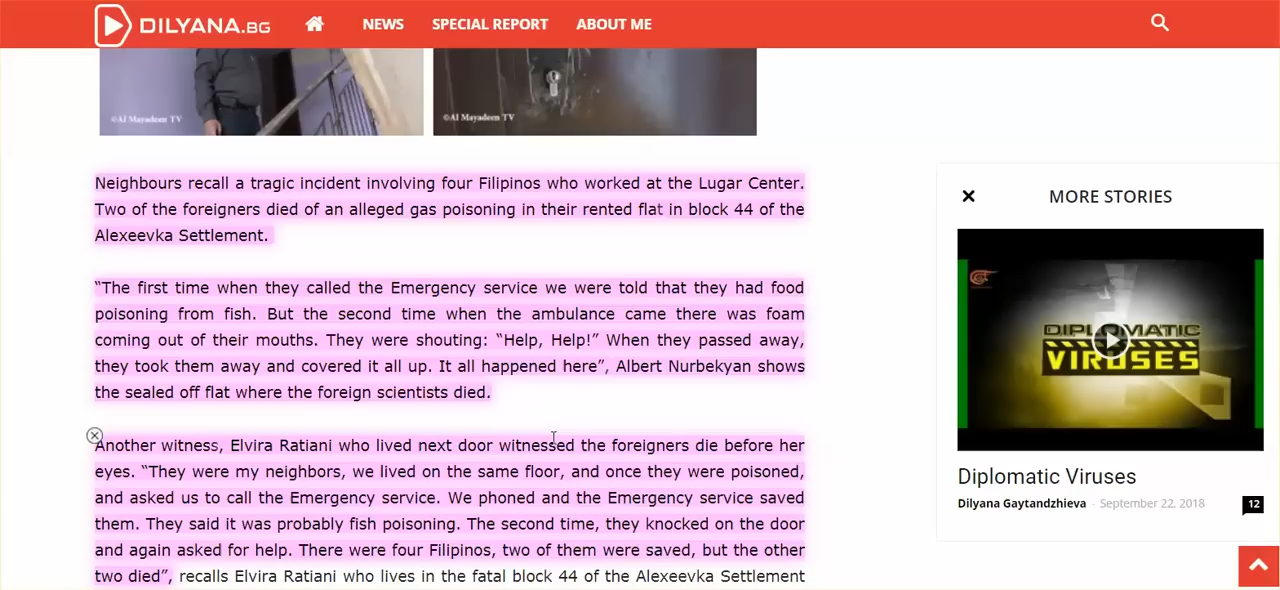 DILYANA.BG
NEWS
SPECIAL REPORT
ABOUT ME
©Al Mayadeen TV
©Al Mayadeen TV
Neighbours recall a tragic incident involving four Filipinos who worked at the Lugar Center.
Two of the foreigners died of an alleged gas poisoning in their rented flat in block 44 of the
Alexeevka Settlement.
“The first time when they called the Emergency service we were told that they had food
poisoning from fish. But the second time when the ambulance came there was foam
coming out of their mouths. They were shouting: “Help, Help!” When they passed away,
they took them away and covered it all up. It all happened here”, Albert Nurbekyan shows
the sealed off flat where the foreign scientists died.
Another witness, Elvira Ratiani who lived next door witnessed the foreigners die before her
eyes. “They were my neighbors, we lived on the same floor, and once they were poisoned,
and asked us to call the Emergency service. We phoned and the Emergency service saved
them. They said it was probably fish poisoning. The second time, they knocked on the door
and again asked for help. There were four Filipinos, two of them were saved, but the other
two died”, recalls Elvira Ratiani who lives in the fatal block 44 of the Alexeevka Settlement
MORE STORIES
DIPLOMATIC
VIRUSES
Diplomatic Viruses
Dilyana Gaytandzhieva - September 22, 2018
12